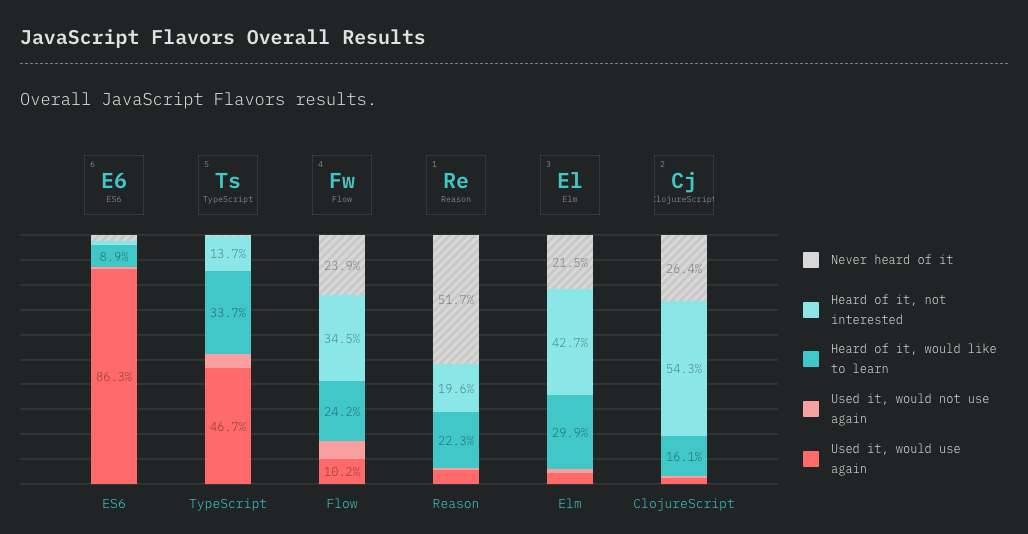 JavaScript Flavors Overall Results
Overall JavaScript Flavors results.
6
E6
ES6
5
Ts
TypeScript
4
Fw
Flow
1
Re
Reason
3
El
Elm
2
Cj
ClojureScript
8.9%
86.3%
13.7%
33.7%
46.7%
23.9%
34.5%
24.2%
10.2%
51.7%
19.6%
22.3%
21.5%
42.7%
29.9%
26.4%
54.3%
16.1%
ES6
TypeScript
Flow
Reason
Elm
ClojureScript
Never heard of it
Heard of it, not
interested
Heard of it, would like
to learn
Used it, would not use
again
Used it, would use
again